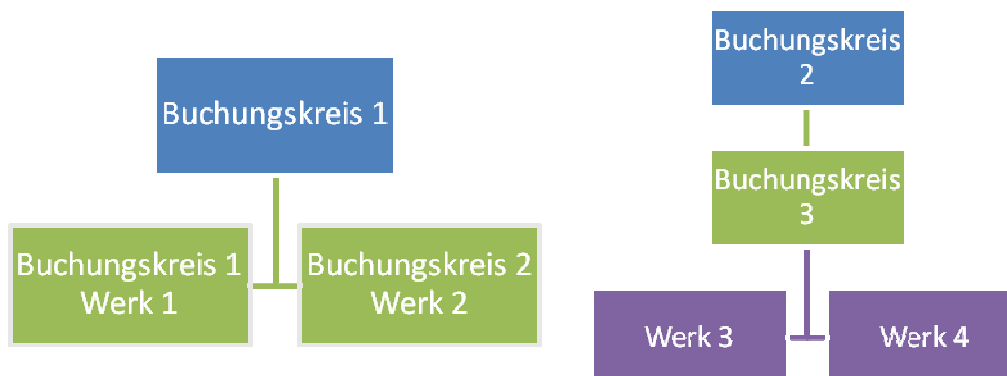 Buchungskreis 1
Buchungskreis 1
Werk 1
Buchungskreis 2
Werk 2
Buchungskreis
2
Buchungskreis
3
Werk 3
Werk 4